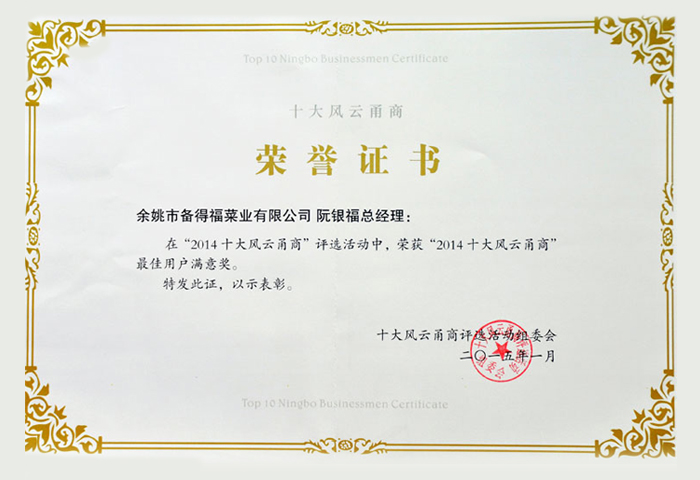 Top 10 Ningbo Businessmen Certificate
十大风云甬商
荣誉证书
余姚市备得福菜业有限公司 阮银福总经理：
在“2014十大风云甬商”评选活动中，荣获“2014十大风云甬商”
最佳用户满意奖。
特发此证，以示表彰。
十大风云甬商评选活动组委会
二〇一五年一月
Top 10 Ningbo Businessmen Certificate